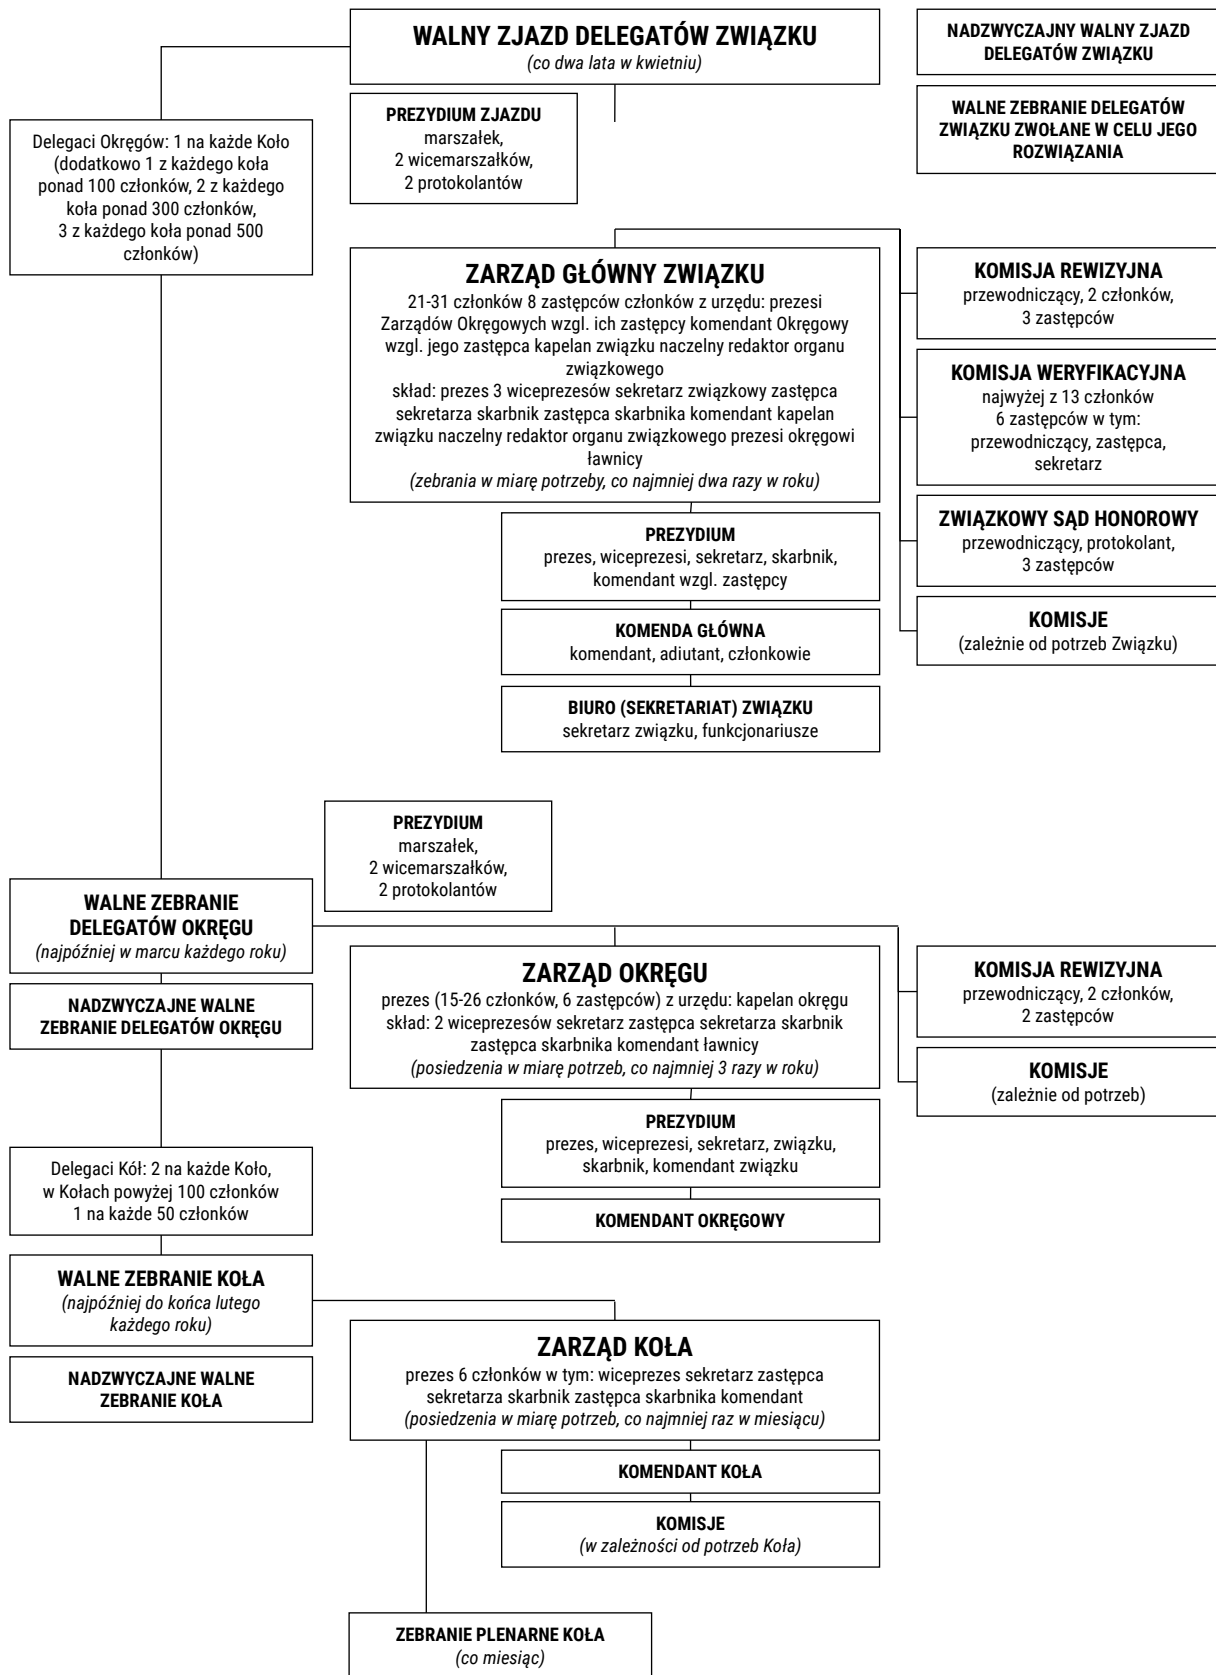 WALNY ZJAZD DELEGATÓW ZWIĄZKU
(co dwa lata w kwietniu)
NADZWYCZAJNY WALNY ZJAZD
DELEGATÓW ZWIĄZKU
PREZYDIUM ZJAZDU
marszałek,
2 wicemarszałków,
2 protokolantów
WALNE ZEBRANIE DELEGATÓW
ZWIĄZKU ZWOŁANE W CELU JEGO
ROZWIĄZANIA
Delegaci Okręgów: 1 na każde Koło
(dodatkowo 1 z każdego koła
ponad 100 członków, 2 z każdego
koła ponad 300 członków,
3 z każdego koła ponad 500
członków)
ZARZĄD GŁÓWNY ZWIĄZKU
21-31 członków 8 zastępców członków z urzędu: prezesi
Zarządów Okręgowych wzgl. ich zastępcy komendant Okręgowy
wzgl. jego zastępca kapelan związku naczelny redaktor organu
związkowego
skład: prezes 3 wiceprezesów sekretarz związkowy zastępca
sekretarza skarbnik zastępca skarbnika komendant kapelan
związku naczelny redaktor organu związkowego prezesi okręgowi
ławnicy
(zebrania w miarę potrzeby, co najmniej dwa razy w roku)
KOMISJA REWIZYJNA
przewodniczący, 2 członków,
3 zastępców
KOMISJA WERYFIKACYJNA
najwyżej z 13 członków
6 zastępców w tym:
przewodniczący, zastępca,
sekretarz
ZWIĄZKOWY SĄD HONOROWY
przewodniczący, protokolant,
3 zastępców
KOMISJE
(zależnie od potrzeb Związku)
PREZYDIUM
prezes, wiceprezesi, sekretarz, skarbnik,
komendant wzgl. zastępcy
KOMENDA GŁÓWNA
komendant, adiutant, członkowie
BIURO (SEKRETARIAT) ZWIĄZKU
sekretarz związku, funkcjonariusze
PREZYDIUM
marszałek,
2 wicemarszałków,
2 protokolantów
WALNE ZEBRANIE
DELEGATÓW OKRĘGU
(najpóźniej w marcu każdego roku)
NADZWYCZAJNE WALNE
ZEBRANIE DELEGATÓW OKRĘGU
ZARZĄD OKRĘGU
prezes (15-26 członków, 6 zastępców) z urzędu: kapelan okręgu
skład: 2 wiceprezesów sekretarz zastępca sekretarza skarbnik
zastępca skarbnika komendant ławnicy
(posiedzenia w miarę potrzeb, co najmniej 3 razy w roku)
KOMISJA REWIZYJNA
przewodniczący, 2 członków,
2 zastępców
KOMISJE
(zależnie od potrzeb)
PREZYDIUM
prezes, wiceprezesi, sekretarz, związku,
skarbnik, komendant związku
KOMENDANT OKRĘGOWY
Delegaci Kół: 2 na każde Koło,
w Kołach powyżej 100 członków
1 na każde 50 członków
WALNE ZEBRANIE KOŁA
(najpóźniej do końca lutego
każdego roku)
NADZWYCZAJNE WALNE
ZEBRANIE KOŁA
ZARZĄD KOŁA
prezes 6 członków w tym: wiceprezes sekretarz zastępca
sekretarza skarbnik zastępca skarbnika komendant
(posiedzenia w miarę potrzeb, co najmniej raz w miesiącu)
KOMENDANT KOŁA
KOMISJE
(w zależności od potrzeb Koła)
ZEBRANIE PLENARNE KOŁA
(co miesiąc)